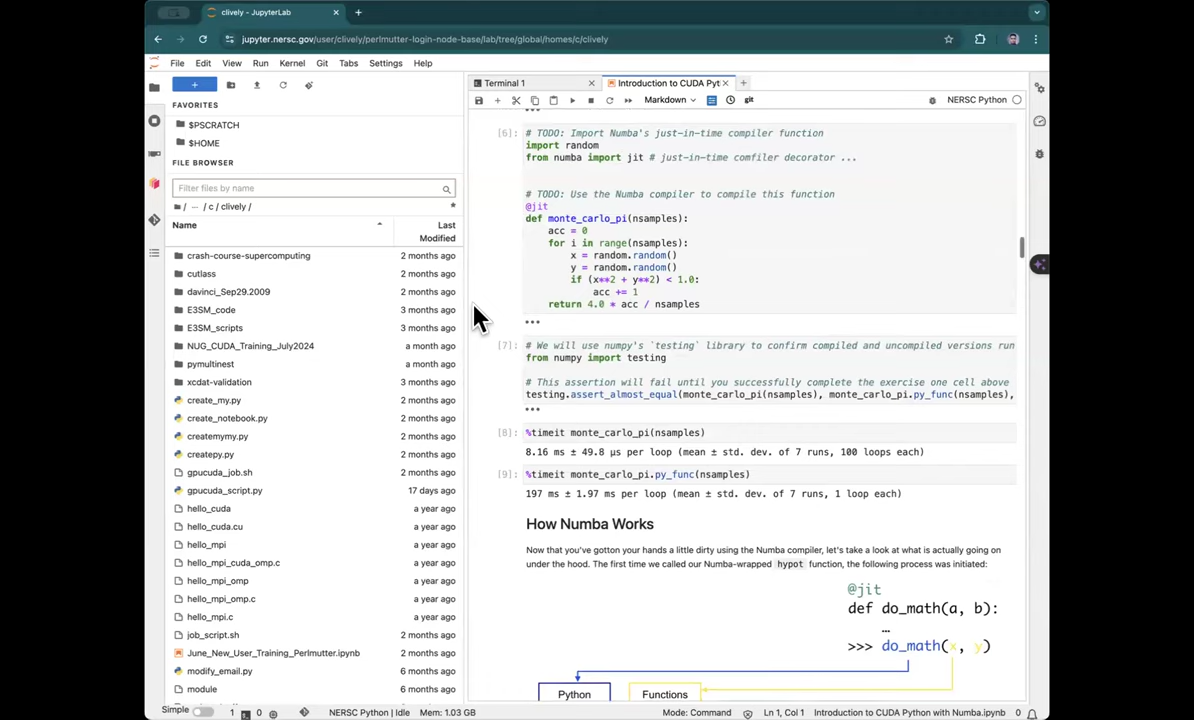 clively - JupyterLab
jupyter.nersc.gov/user/clively/perlmutter-login-node-base/lab/tree/global/homes/c/clively
File Edit View Run Kernel Git Tabs Settings Help
FAVORITES
$PSCRATCH
$HOME
FILE BROWSER
Filter files by name
/ ··· / c / clively /
Name Last Modified
crash-course-supercomputing 2 months ago
cutlass 2 months ago
davinci_Sep29.2009 2 months ago
E3SM_code 3 months ago
E3SM_scripts 3 months ago
NUG_CUDA_Training_July2024 a month ago
pymultinest a month ago
xcdat-validation 3 months ago
create_my.py 2 months ago
create_notebook.py 2 months ago
createmymy.py 2 months ago
createpy.py 2 months ago
gpucuda_job.sh 2 months ago
gpucuda_script.py 17 days ago
hello_cuda a year ago
hello_cuda.cu a year ago
hello_mpi a year ago
hello_mpi_cuda_omp.c a year ago
hello_mpi_omp a year ago
hello_mpi_omp.c a year ago
hello_mpi.c a year ago
job_script.sh 2 months ago
June_New_User_Training_Perlmutter.ipynb 2 months ago
modify_email.py 6 months ago
module 6 months ago
Terminal 1
Introduction to CUDA Pyt
Markdown git NERSC Python
[6]: # TODO: Import Numba's just-in-time compiler function
import random
from numba import jit # just-in-time comfiler decorator ...
# TODO: Use the Numba compiler to compile this function
@jit
def monte_carlo_pi(nsamples):
acc = 0
for i in range(nsamples):
x = random.random()
y = random.random()
if (x**2 + y**2) < 1.0:
acc += 1
return 4.0 * acc / nsamples
[7]: # We will use numpy's `testing` library to confirm compiled and uncompiled versions run
from numpy import testing
# This assertion will fail until you successfully complete the exercise one cell above
testing.assert_almost_equal(monte_carlo_pi(nsamples), monte_carlo_pi.py_func(nsamples),
[8]: %timeit monte_carlo_pi(nsamples)
8.16 ms ± 49.8 μs per loop (mean ± std. dev. of 7 runs, 100 loops each)
[9]: %timeit monte_carlo_pi.py_func(nsamples)
197 ms ± 1.97 ms per loop (mean ± std. dev. of 7 runs, 1 loop each)
How Numba Works
Now that you've gotton your hands a little dirty using the Numba compiler, let's take a look at what is actually going on
under the hood. The first time we called our Numba-wrapped hypot function, the following process was initiated:
@jit
def do_math(a, b):
…
>>> do_math(x, y)
Python Functions
Simple 1 0 NERSC Python | Idle Mem: 1.03 GB Mode: Command Ln 1, Col 1 Introduction to CUDA Python with Numba.ipynb 0